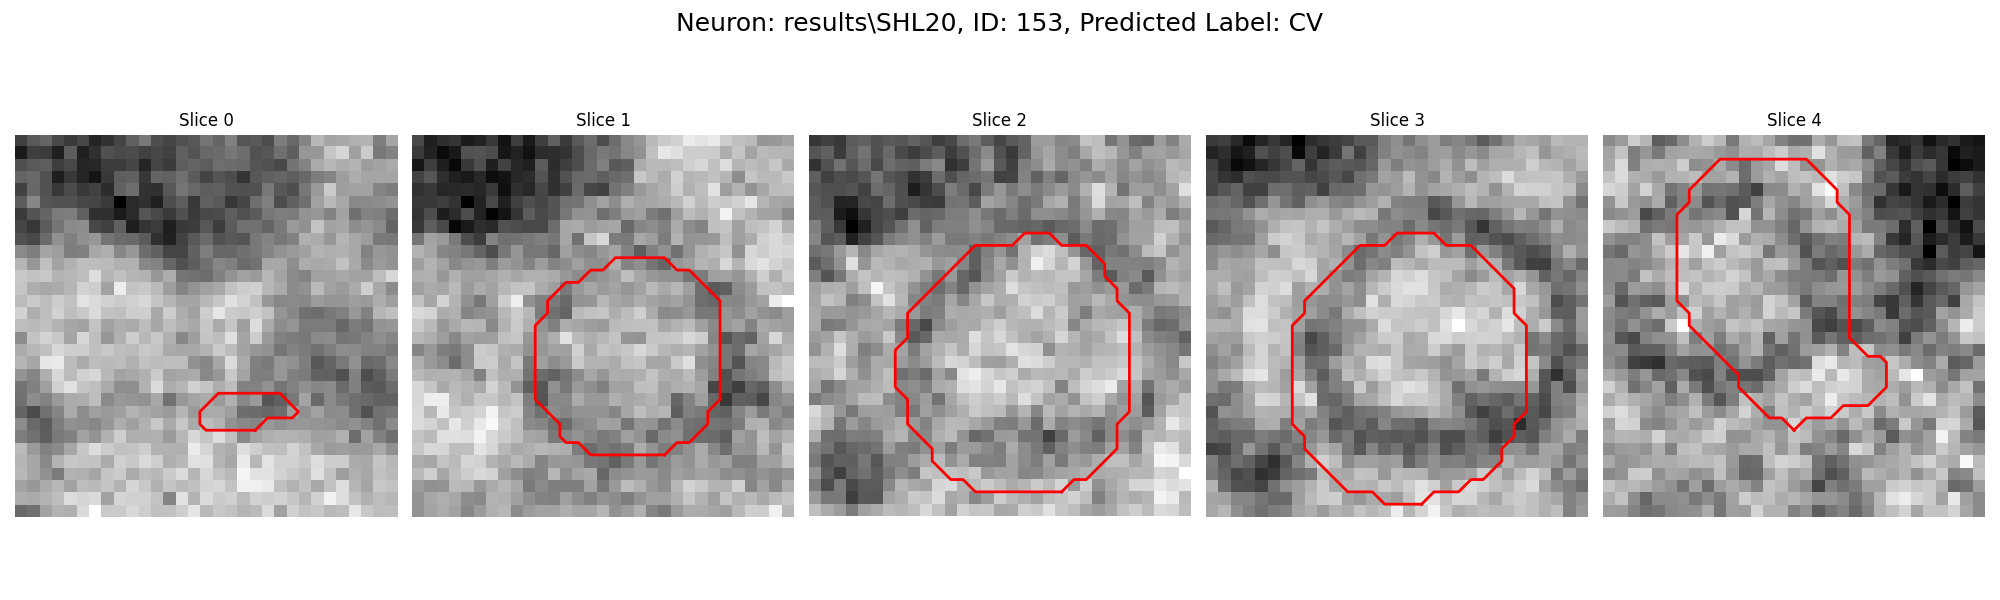 Neuron: results\SHL20, ID: 153, Predicted Label: CV
Slice 0
Slice 1
Slice 2
Slice 3
Slice 4